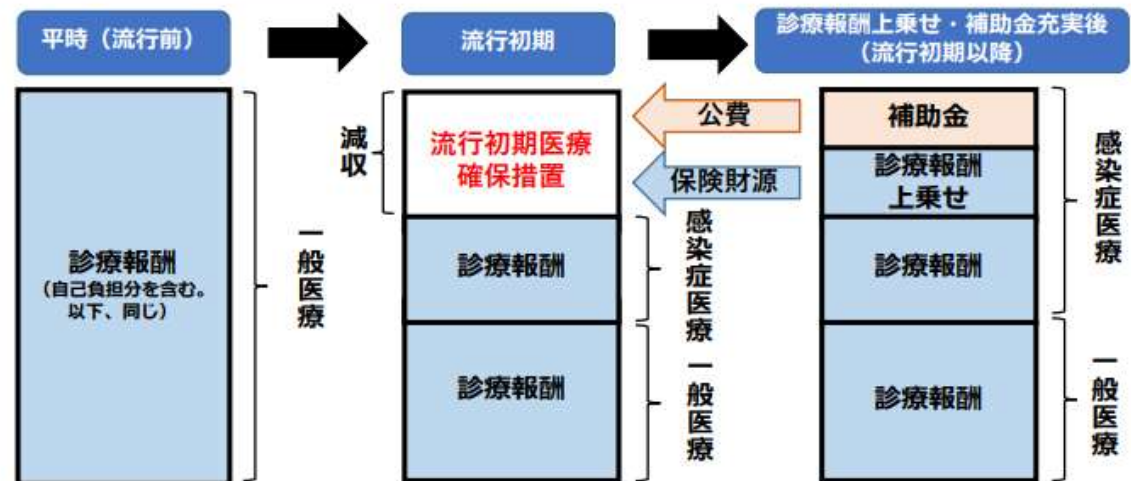 平時（流行前）
流行初期
診療報酬上乗せ・補助金充実後
（流行初期以降）
診療報酬
（自己負担分を含む。
以下、同じ）
一般医療
減収
流行初期医療
確保措置
診療報酬
診療報酬
感染症医療
一般医療
公費
保険財源
補助金
診療報酬
上乗せ
診療報酬
診療報酬
感染症医療
一般医療